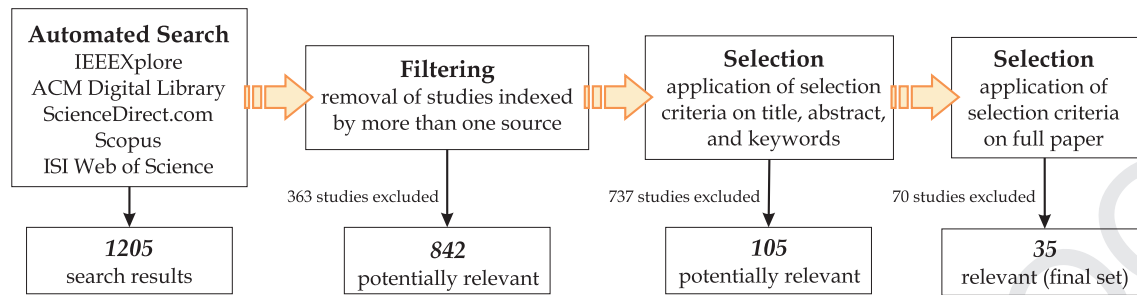 Automated Search
IEEEXplore
ACM Digital Library
ScienceDirect.com
Scopus
ISI Web of Science
Filtering
removal of studies indexed
by more than one source
Selection
application of selection
criteria on title, abstract,
and keywords
Selection
application of
selection criteria
on full paper
363 studies excluded
737 studies excluded
70 studies excluded
1205
search results
842
potentially relevant
105
potentially relevant
35
relevant (final set)